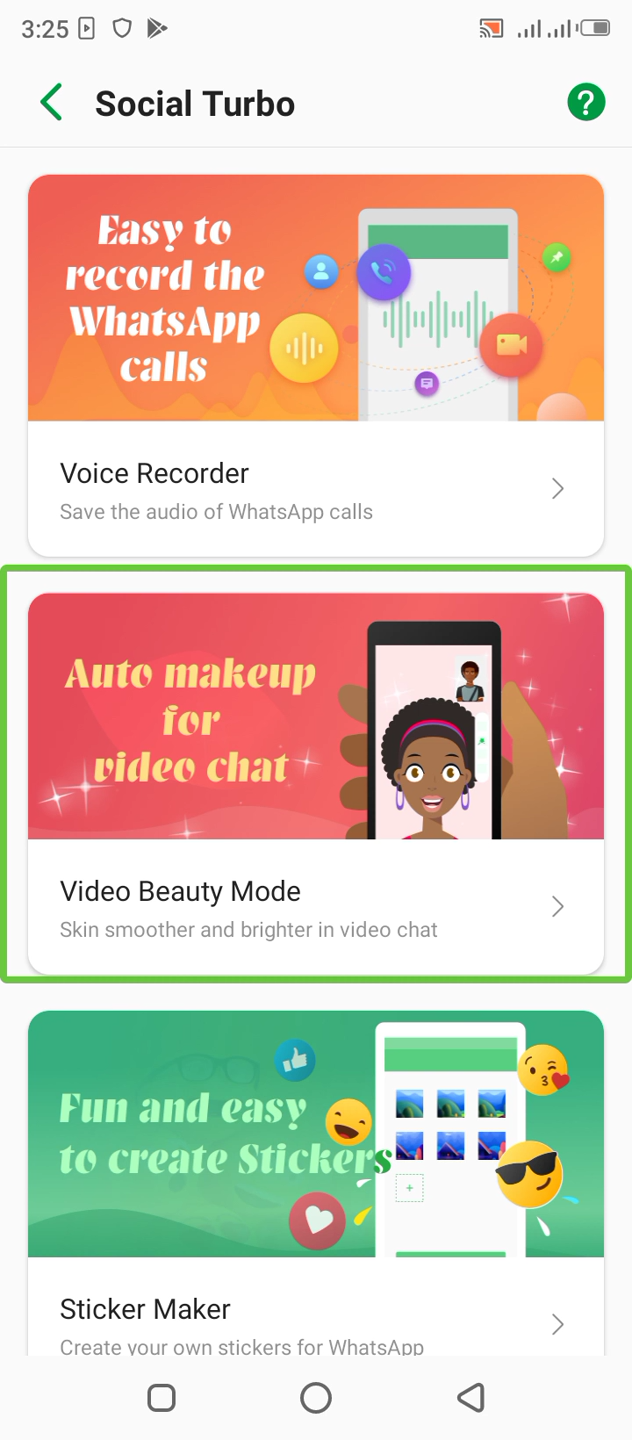 3:25
Social Turbo
?
Easy to
record the
WhatsApp
calls
Voice Recorder
Save the audio of WhatsApp calls
Auto makeup
for
video chat
Video Beauty Mode
Skin smoother and brighter in video chat
Fun and easy
to create Stickers
+
Sticker Maker
Create your own stickers for WhatsApp